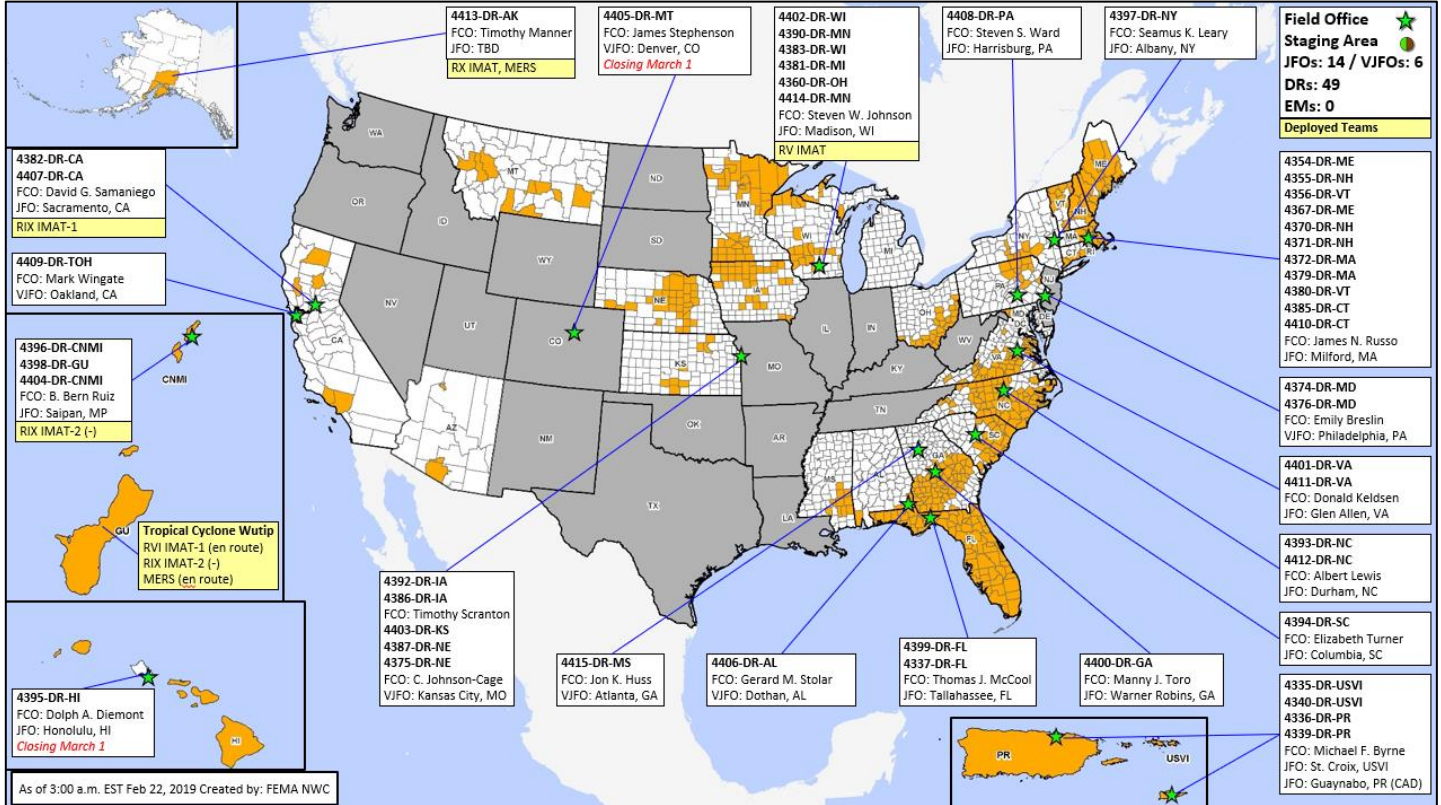 4413-DR-AK
FCO: Timothy Manner
JFO: TBD
RX IMAT, MERS
4405-DR-MT
FCO: James Stephenson
VJFO: Denver, CO
Closing March 1
4402-DR-WI
4390-DR-MN
4383-DR-WI
4381-DR-MI
4360-DR-OH
4414-DR-MN
FCO: Steven W. Johnson
JFO: Madison, WI
RV IMAT
4408-DR-PA
FCO: Steven S. Ward
JFO: Harrisburg, PA
4397-DR-NY
FCO: Seamus K. Leary
JFO: Albany, NY
Field Office
Staging Area
JFOs: 14 / VJFOs: 6
DRs: 49
EMs: 0
Deployed Teams
4382-DR-CA
4407-DR-CA
FCO: David G. Samaniego
JFO: Sacramento, CA
RIX IMAT-1
4409-DR-TOH
FCO: Mark Wingate
VJFO: Oakland, CA
4396-DR-CNMI
4398-DR-GU
4404-DR-CNMI
FCO: B. Bern Ruiz
JFO: Saipan, MP
RIX IMAT-2 (-)
CNMI
GU
Tropical Cyclone Wutip
RVI IMAT-1 (en route)
RIX IMAT-2 (-)
MERS (en route)
4395-DR-HI
FCO: Dolph A. Diemont
JFO: Honolulu, HI
Closing March 1
HI
As of 3:00 a.m. EST Feb 22, 2019 Created by: FEMA NWC
WA
OR
ID
MT
ND
SD
WY
NV
UT
CA
AZ
CO
NM
NE
KS
OK
TX
MN
IA
MO
AR
LA
WI
IL
IN
MI
OH
KY
TN
MS
AL
GA
FL
SC
NC
VA
WV
PA
NY
NJ
MD
DC
DE
VT
NH
ME
MA
CT
RI
4392-DR-IA
4386-DR-IA
FCO: Timothy Scranton
4403-DR-KS
4387-DR-NE
4375-DR-NE
FCO: C. Johnson-Cage
VJFO: Kansas City, MO
4415-DR-MS
FCO: Jon K. Huss
VJFO: Atlanta, GA
4406-DR-AL
FCO: Gerard M. Stolar
VJFO: Dothan, AL
4399-DR-FL
4337-DR-FL
FCO: Thomas J. McCool
JFO: Tallahassee, FL
4400-DR-GA
FCO: Manny J. Toro
JFO: Warner Robins, GA
PR
USVI
4354-DR-ME
4355-DR-NH
4356-DR-VT
4367-DR-ME
4370-DR-NH
4371-DR-NH
4372-DR-MA
4379-DR-MA
4380-DR-VT
4385-DR-CT
4410-DR-CT
FCO: James N. Russo
JFO: Milford, MA
4374-DR-MD
4376-DR-MD
FCO: Emily Breslin
VJFO: Philadelphia, PA
4401-DR-VA
4411-DR-VA
FCO: Donald Keldsen
JFO: Glen Allen, VA
4393-DR-NC
4412-DR-NC
FCO: Albert Lewis
JFO: Durham, NC
4394-DR-SC
FCO: Elizabeth Turner
JFO: Columbia, SC
4335-DR-USVI
4340-DR-USVI
4336-DR-PR
4339-DR-PR
FCO: Michael F. Byrne
JFO: St. Croix, USVI
JFO: Guaynabo, PR (CAD)